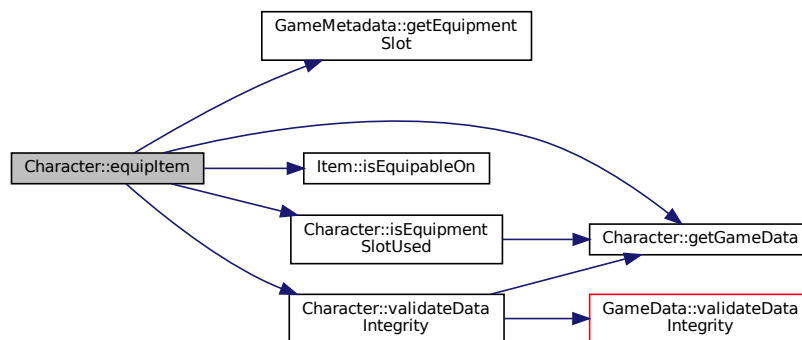 GameMetadata::getEquipment
Slot
Character::equipItem
Item::isEquipableOn
Character::isEquipment
SlotUsed
Character::getGameData
Character::validateData
Integrity
GameData::validateData
Integrity